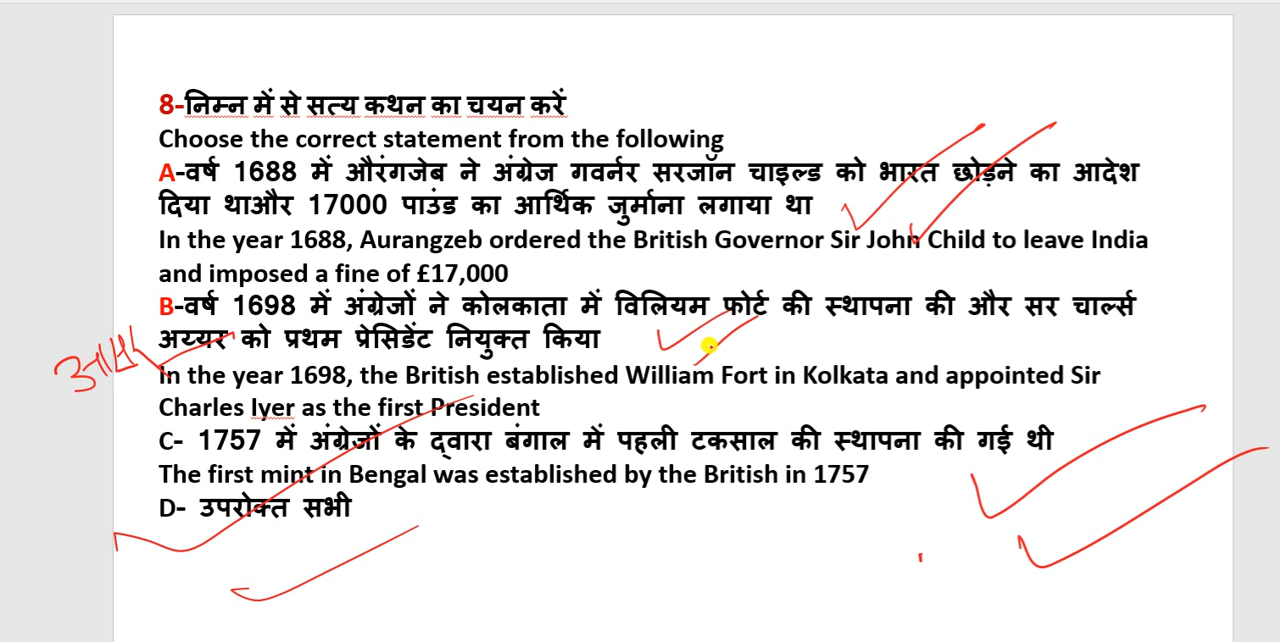 8-निम्न में से सत्य कथन का चयन करें
Choose the correct statement from the following
A-वर्ष 1688 में औरंगजेब ने अंग्रेज गवर्नर सरजॉन चाइल्ड को भारत छोड़ने का आदेश
दिया थाऔर 17000 पाउंड का आर्थिक जुर्माना लगाया था
In the year 1688, Aurangzeb ordered the British Governor Sir John Child to leave India
and imposed a fine of £17,000
B-वर्ष 1698 में अंग्रेजों ने कोलकाता में विलियम फोर्ट की स्थापना की और सर चार्ल्स
अय्यर को प्रथम प्रेसिडेंट नियुक्त किया
In the year 1698, the British established William Fort in Kolkata and appointed Sir
Charles Iyer as the first President
C- 1757 में अंग्रेजों के द्वारा बंगाल में पहली टकसाल की स्थापना की गई थी
The first mint in Bengal was established by the British in 1757
D- उपरोक्त सभी